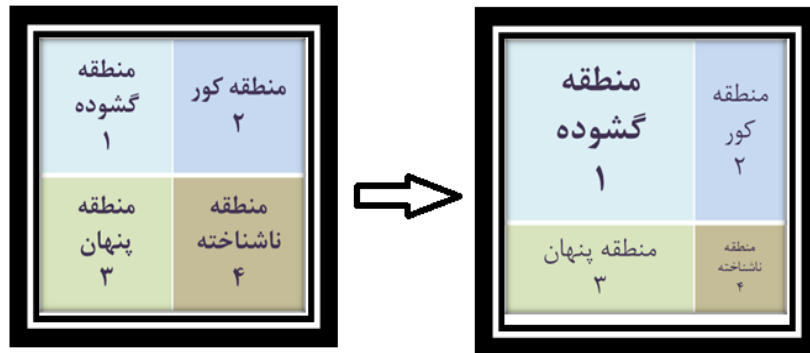 منطقه
گشوده
۱
منطقه کور
۲
منطقه
پنهان
۳
منطقه
ناشناخته
۴
منطقه
گشوده
۱
منطقه
کور
۲
منطقه پنهان
۳
منطقه
ناشناخته
۴